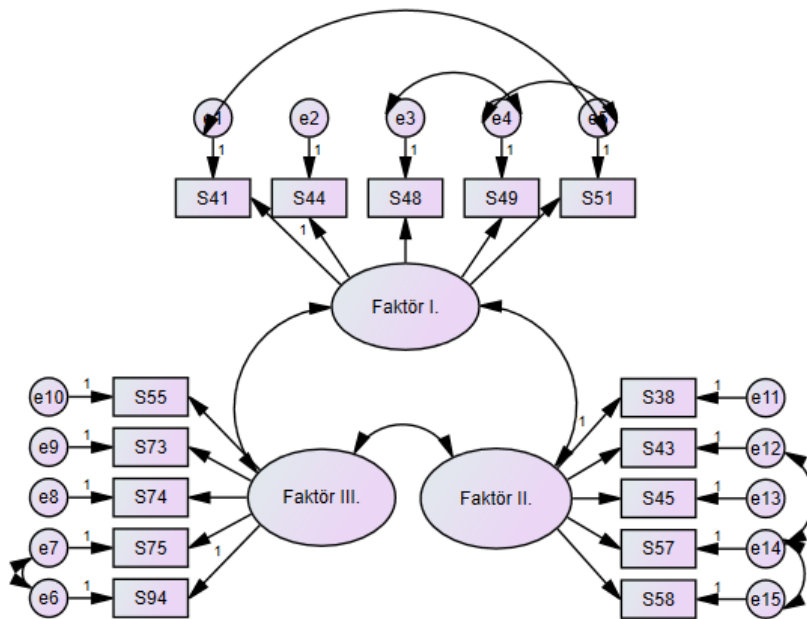 e1 e2 e3 e4 e5
1 1 1 1 1
S41 S44 S48 S49 S51
1
Faktör I.
e10 1 S55
e9 1 S73
e8 1 S74
e7 1 S75
e6 1 S94
1
Faktör III.
Faktör II.
1
S38 1 e11
S43 1 e12
S45 1 e13
S57 1 e14
S58 1 e15